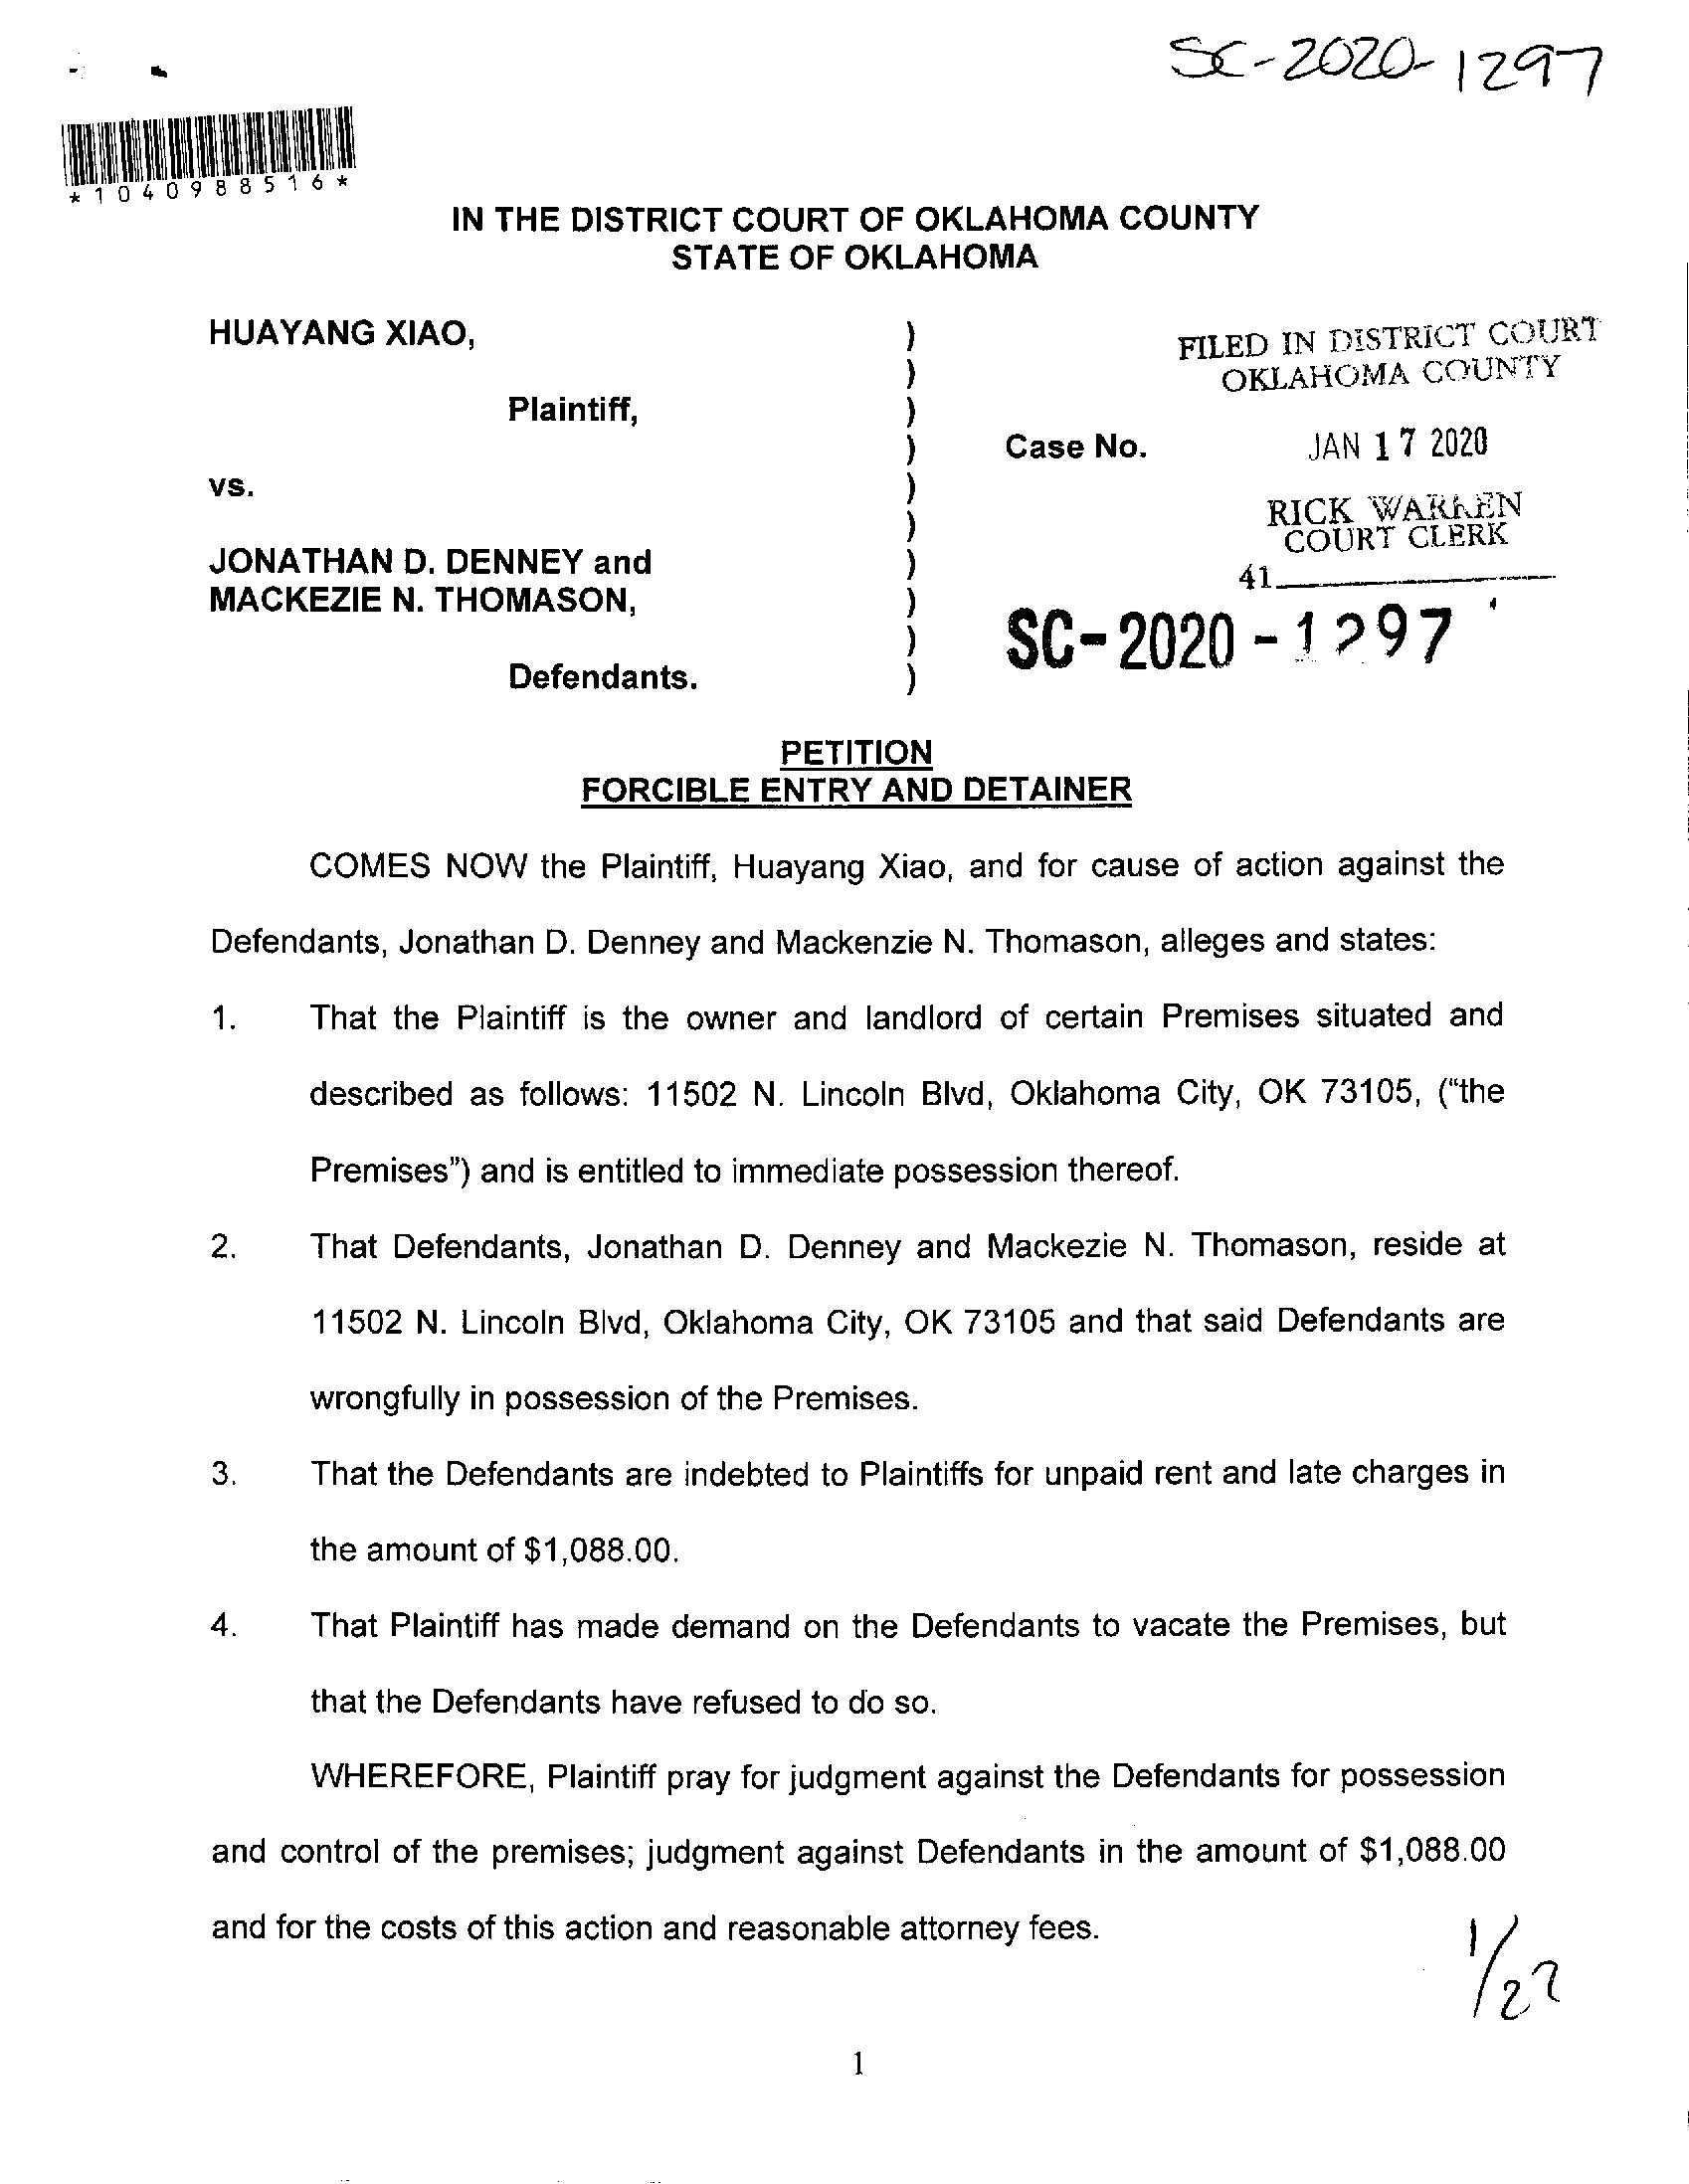 SC-2020-1297
*1040988516*
IN THE DISTRICT COURT OF OKLAHOMA COUNTY
STATE OF OKLAHOMA
HUAYANG XIAO,
Plaintiff,
vs.
JONATHAN D. DENNEY and
MACKEZIE N. THOMASON,
Defendants.
)
)
)
)
)
)
)
)
)
)
FILED IN DISTRICT COURT
OKLAHOMA COUNTY
Case No.
JAN 17 2020
RICK WARREN
COURT CLERK
41
SC-2020-1297
PETITION
FORCIBLE ENTRY AND DETAINER
COMES NOW the Plaintiff, Huayang Xiao, and for cause of action against the
Defendants, Jonathan D. Denney and Mackenzie N. Thomason, alleges and states:
1. That the Plaintiff is the owner and landlord of certain Premises situated and
described as follows: 11502 N. Lincoln Blvd, Oklahoma City, OK 73105, (“the
Premises”) and is entitled to immediate possession thereof.
2. That Defendants, Jonathan D. Denney and Mackezie N. Thomason, reside at
11502 N. Lincoln Blvd, Oklahoma City, OK 73105 and that said Defendants are
wrongfully in possession of the Premises.
3. That the Defendants are indebted to Plaintiffs for unpaid rent and late charges in
the amount of $1,088.00.
4. That Plaintiff has made demand on the Defendants to vacate the Premises, but
that the Defendants have refused to do so.
WHEREFORE, Plaintiff pray for judgment against the Defendants for possession
and control of the premises; judgment against Defendants in the amount of $1,088.00
and for the costs of this action and reasonable attorney fees.
1/27
1